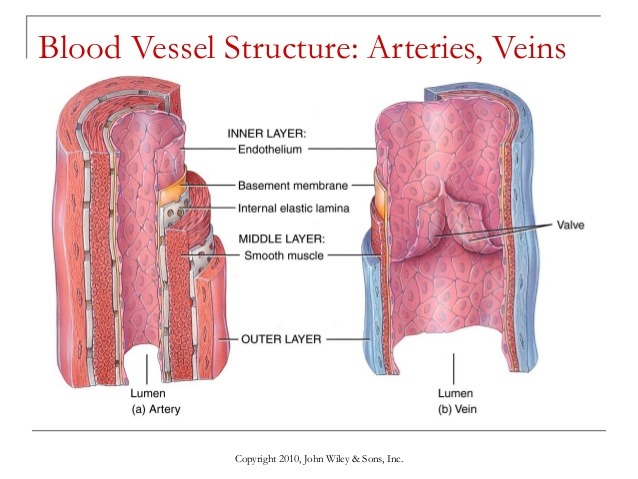 Blood Vessel Structure: Arteries, Veins
INNER LAYER:
Endothelium
Basement membrane
Internal elastic lamina
MIDDLE LAYER:
Smooth muscle
OUTER LAYER
Valve
Lumen
(a) Artery
Lumen
(b) Vein
Copyright 2010, John Wiley & Sons, Inc.